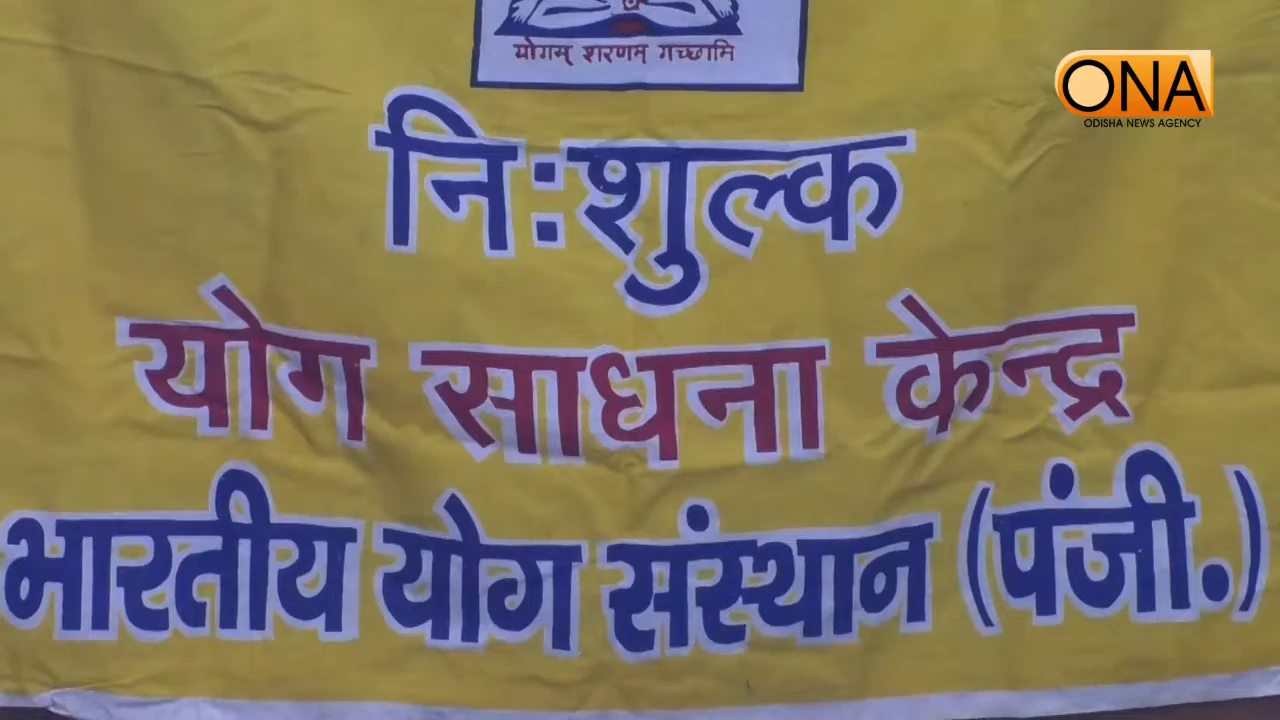 योगम् शरणम् गच्छामि
ONA
ODISHA NEWS AGENCY
नि:शुल्क
योग साधना केन्द्र
भारतीय योग संस्थान (पंजी.)